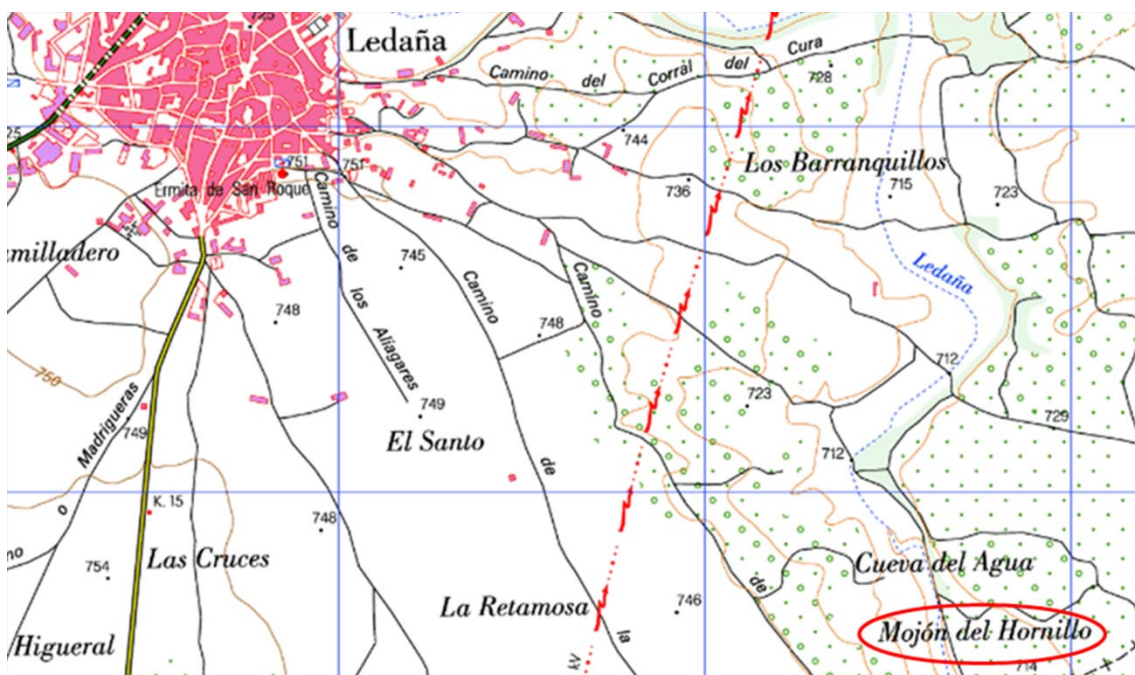 725
Ledaña
Camino del Corral del Cura
728
25
744
751
751
Los Barranquillos
Ermita de San Roque
736
715
723
milladero
745
Camino de los Aliagares
Camino de la
Camino de
Ledaña
748
748
712
750
723
749
729
Madrigueras
749
El Santo
712
o
K. 15
748
no
Las Cruces
754
Cueva del Agua
La Retamosa
746
Mojón del Hornillo
Higueral
kV
714